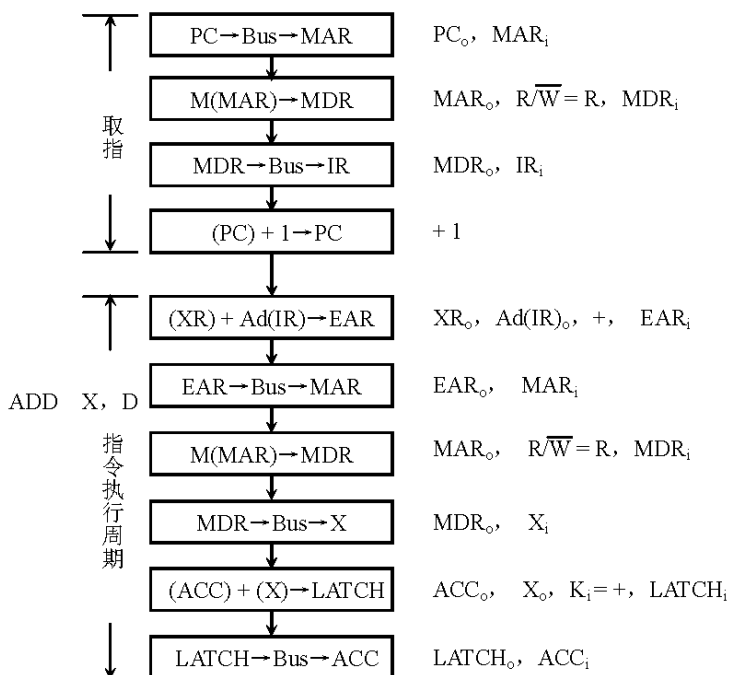 PC→Bus→MAR PCo，MARi
M(MAR)→MDR MARo，R/W̅ = R，MDRi
取指
MDR→Bus→IR MDRo，IRi
(PC) + 1→PC + 1
(XR) + Ad(IR)→EAR XRo，Ad(IR)o，+，EARi
EAR→Bus→MAR EARo，MARi
ADD X，D
指令执行周期
M(MAR)→MDR MARo，R/W̅ = R，MDRi
MDR→Bus→X MDRo，Xi
(ACC) + (X)→LATCH ACCo，Xo，Ki = +，LATCHi
LATCH→Bus→ACC LATCHo，ACCi